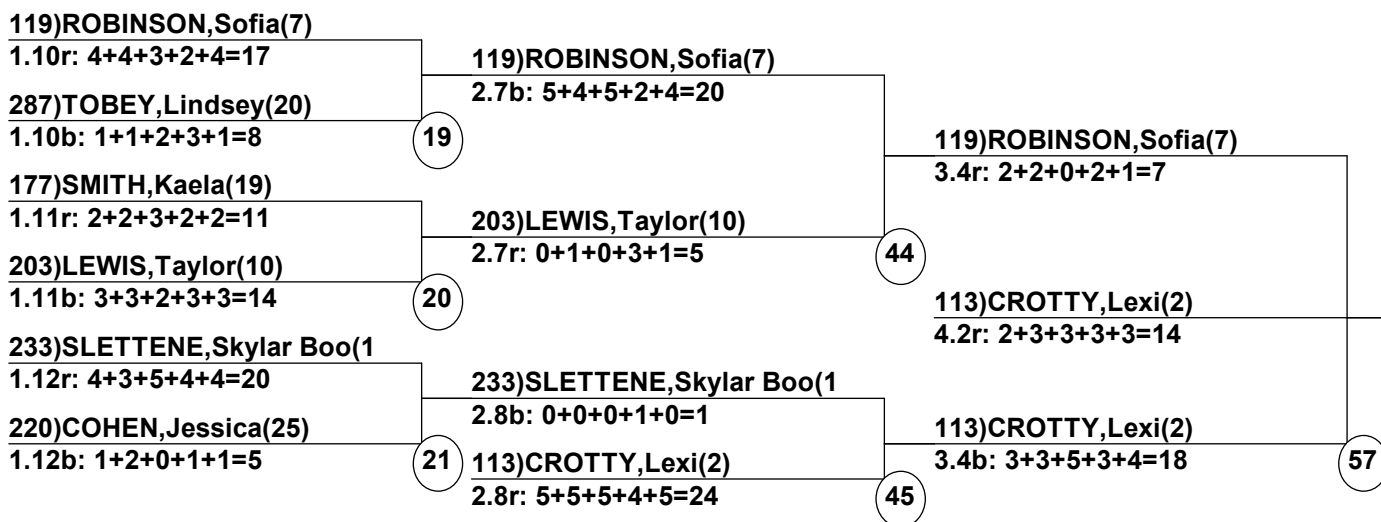 119)ROBINSON,Sofia(7)
1.10r: 4+4+3+2+4=17
287)TOBEY,Lindsey(20)
1.10b: 1+1+2+3+1=8
19
177)SMITH,Kaela(19)
1.11r: 2+2+3+2+2=11
203)LEWIS,Taylor(10)
1.11b: 3+3+2+3+3=14
20
233)SLETTENE,Skylar Boo(1
1.12r: 4+3+5+4+4=20
220)COHEN,Jessica(25)
1.12b: 1+2+0+1+1=5
21
119)ROBINSON,Sofia(7)
2.7b: 5+4+5+2+4=20
203)LEWIS,Taylor(10)
2.7r: 0+1+0+3+1=5
44
233)SLETTENE,Skylar Boo(1
2.8b: 0+0+0+1+0=1
113)CROTTY,Lexi(2)
2.8r: 5+5+5+4+5=24
45
119)ROBINSON,Sofia(7)
3.4r: 2+2+0+2+1=7
113)CROTTY,Lexi(2)
4.2r: 2+3+3+3+3=14
113)CROTTY,Lexi(2)
3.4b: 3+3+5+3+4=18
57